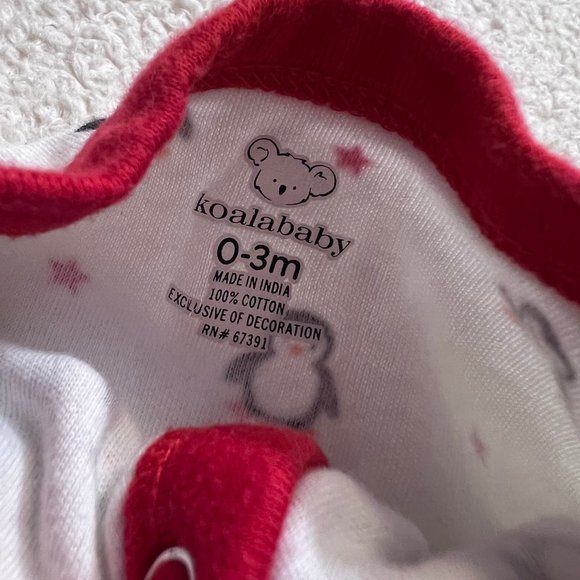 koalababy
0-3m
MADE IN INDIA
100% COTTON
EXCLUSIVE OF DECORATION
RN# 67391